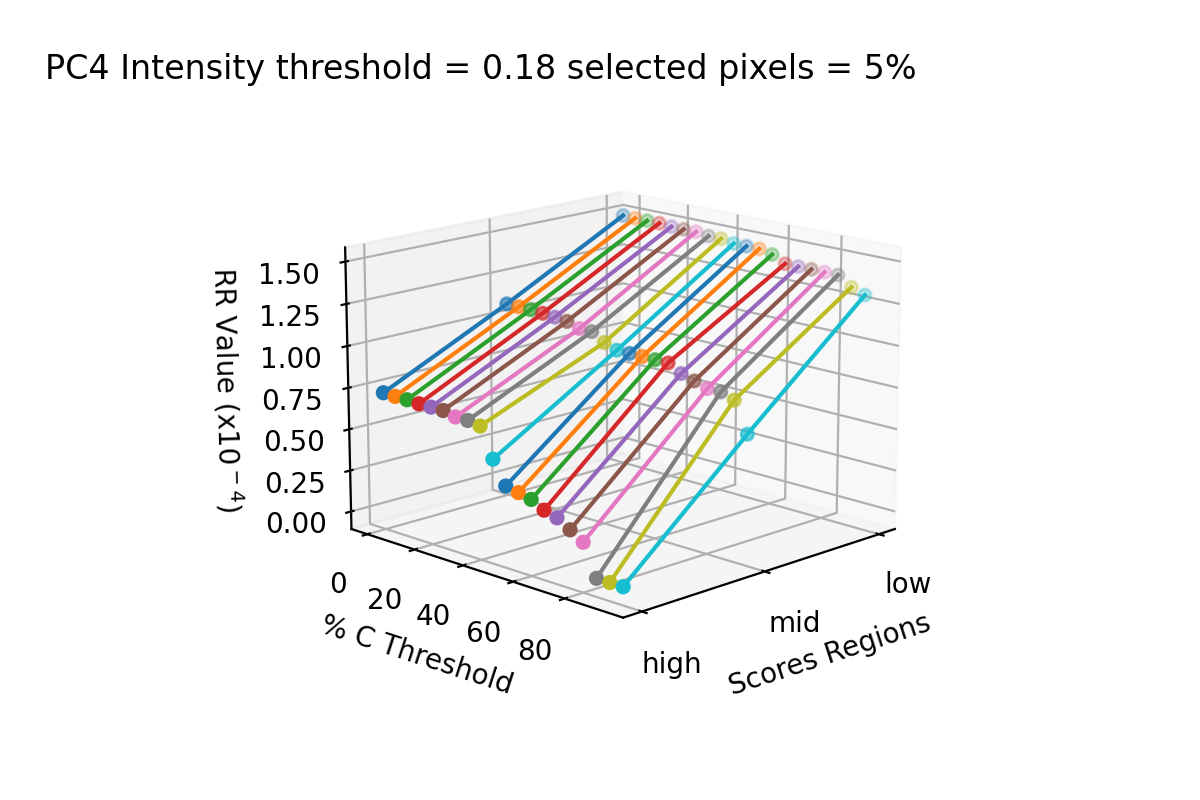 PC4 Intensity threshold = 0.18 selected pixels = 5%
RR Value (x10⁻⁴)
1.50
1.25
1.00
0.75
0.50
0.25
0.00
0
20
40
60
80
% C Threshold
low
mid
high
Scores Regions